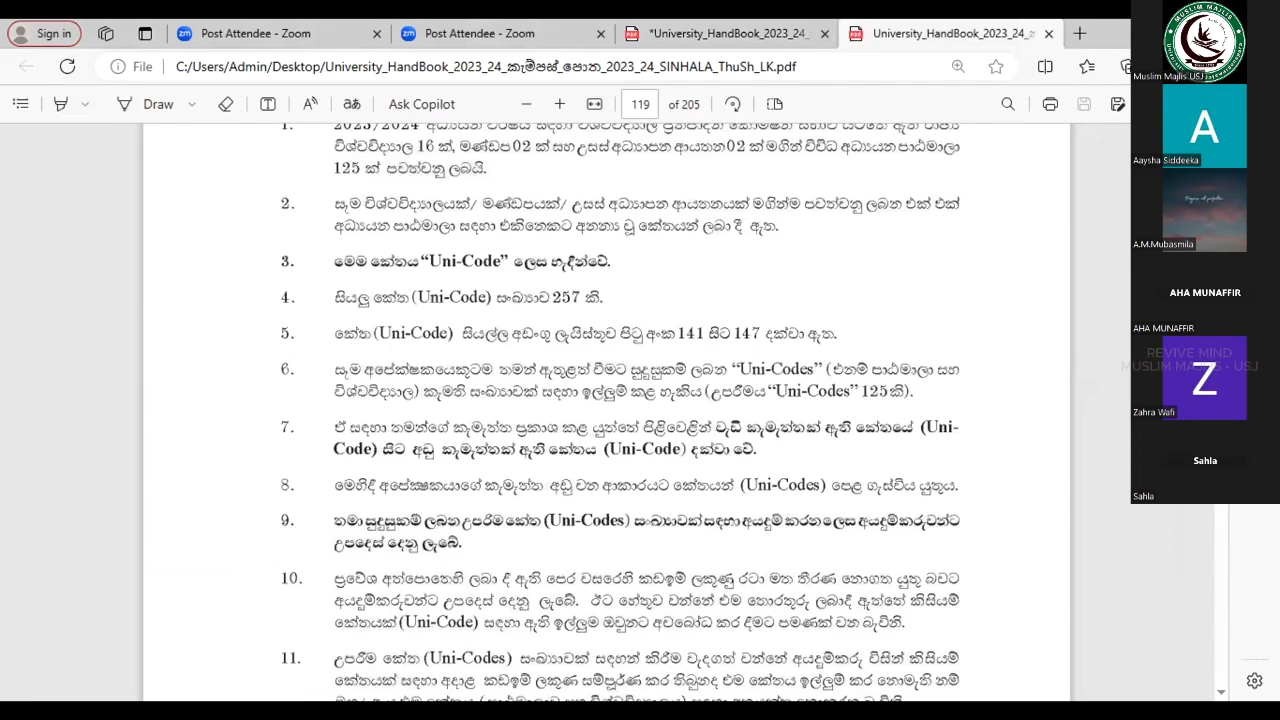 Sign in
Post Attendee - Zoom
Post Attendee - Zoom
*University_HandBook_2023_24_
University_HandBook_2023_24_
File
C:/Users/Admin/Desktop/University_HandBook_2023_24_කැම්පස්_පොත_2023_24_SINHALA_ThuSh_LK.pdf
Draw
Ask Copilot
119 of 205
1. 2023/2024 අධ්‍යයන වර්ෂය සඳහා විශ්වවිද්‍යාල ප්‍රතිපාදන කොමිෂන් සභාව යටතේ ඇති රාජ්‍ය
විශ්වවිද්‍යාල 16 ක්, මණ්ඩප 02 ක් සහ උසස් අධ්‍යාපන ආයතන 02 ක් මගින් විවිධ අධ්‍යයන පාඨමාලා
125 ක් පවත්වනු ලබයි.
2. සෑම විශ්වවිද්‍යාලයක්/ මණ්ඩපයක්/ උසස් අධ්‍යාපන ආයතනයක් මගින්ම පවත්වනු ලබන එක් එක්
අධ්‍යයන පාඨමාලා සඳහා එකිනෙකට අනන්‍ය වූ කේතයන් ලබා දී ඇත.
3. මෙම කේතය “Uni-Code” ලෙස හැඳින්වේ.
4. සියලු කේත (Uni-Code) සංඛ්‍යාව 257 කි.
5. කේත (Uni-Code) සියල්ල අඩංගු ලැයිස්තුව පිටු අංක 141 සිට 147 දක්වා ඇත.
6. සෑම අපේක්ෂකයෙකුටම තමන් ඇතුළත් වීමට සුදුසුකම් ලබන “Uni-Codes” (එනම් පාඨමාලා සහ
විශ්වවිද්‍යාල) කැමති සංඛ්‍යාවක් සඳහා ඉල්ලුම් කළ හැකිය (උපරිමය “Uni-Codes” 125 කි).
7. ඒ සඳහා තමන්ගේ කැමැත්ත ප්‍රකාශ කළ යුත්තේ පිළිවෙළින් වැඩි කැමැත්තක් ඇති කේතයේ (Uni-
Code) සිට අඩු කැමැත්තක් ඇති කේතය (Uni-Code) දක්වා වේ.
8. මෙහිදී අපේක්‍ෂකයාගේ කැමැත්ත අඩු වන ආකාරයට කේතයන් (Uni-Codes) පෙළ ගැස්විය යුතුය.
9. තමා සුදුසුකම් ලබන උපරිම කේත (Uni-Codes) සංඛ්‍යාවක් සඳහා අයදුම් කරන ලෙස අයදුම්කරුවන්ට
උපදෙස් දෙනු ලැබේ.
10. ප්‍රවේශ අත්පොතෙහි ලබා දී ඇති පෙර වසරෙහි කඩඉම් ලකුණු රටා මත තීරණ නොගත යුතු බවට
අයදුම්කරුවන්ට උපදෙස් දෙනු ලැබේ. ඊට හේතුව වන්නේ එම තොරතුරු ලබාදී ඇත්තේ කිසියම්
කේතයක් (Uni-Code) සඳහා ඇති ඉල්ලුම ඔවුනට අවබෝධ කර දීමට පමණක් වන බැවිනි.
11. උපරිම කේත (Uni-Codes) සංඛ්‍යාවක් සඳහන් කිරීම වැදගත් වන්නේ අයදුම්කරු විසින් කිසියම්
කේතයක් සඳහා අදාළ කඩඉම් ලකුණ සම්පූර්ණ කර තිබුනද එම කේතය ඉල්ලුම් කර නොමැති නම්
MUSLIM MAJLIS
Muslim Majlis USJ
A
Aaysha Siddeeka
A.M.Mubasmila
AHA MUNAFFIR
AHA MUNAFFIR
REVIVE MIND
MUSLIM MAJLIS - USJ
Z
Zahra Wafi
Sahla
Sahla